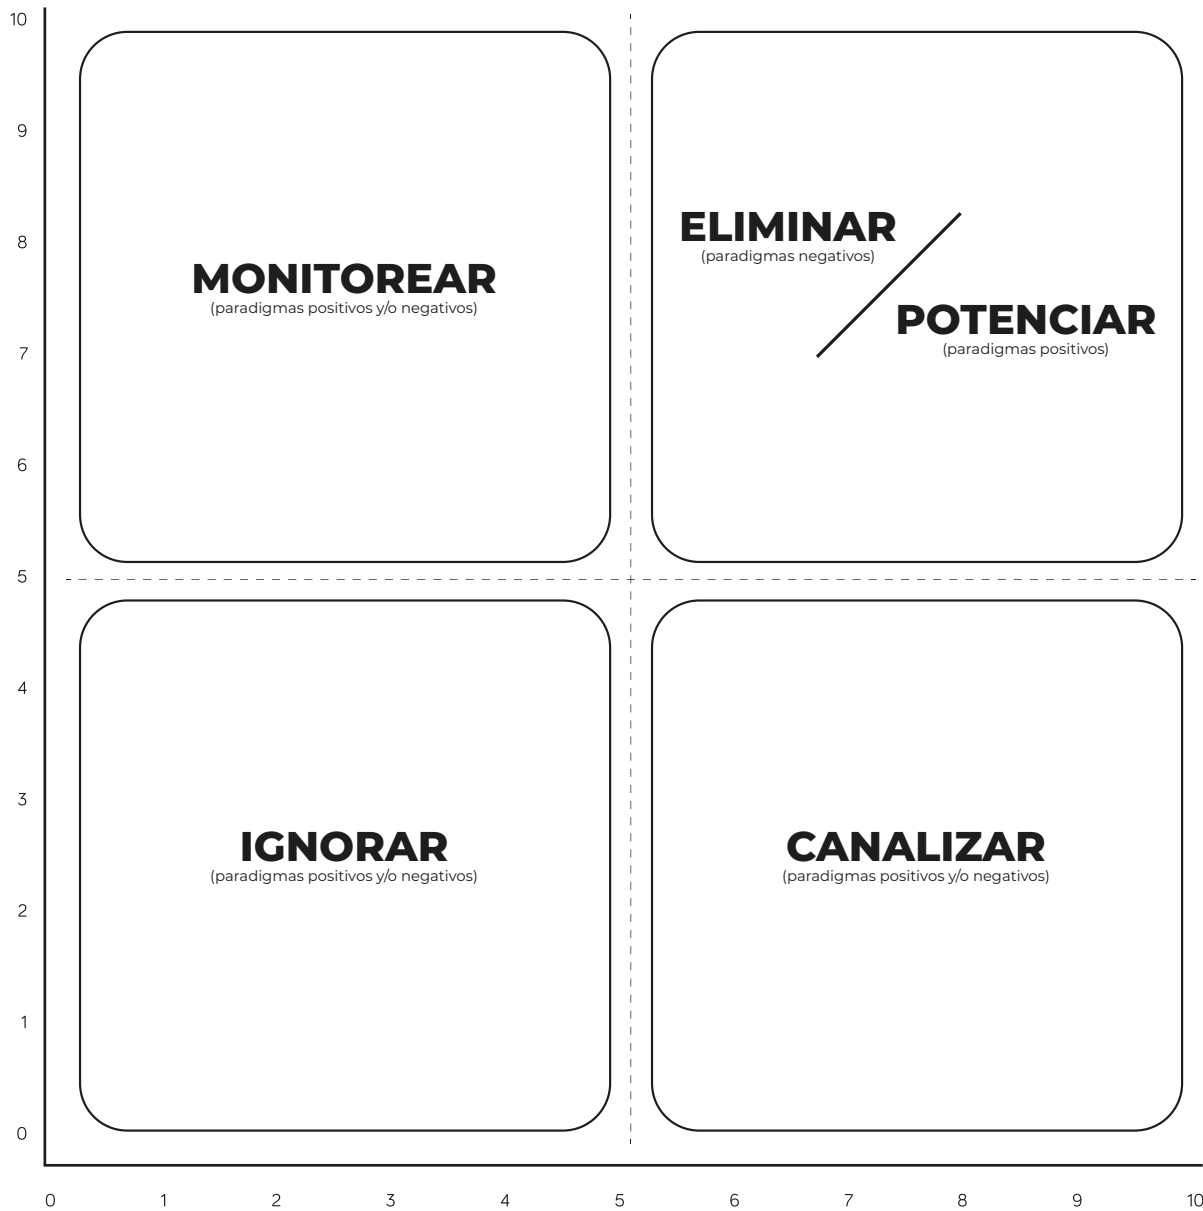 10
9
8
7
6
5
4
3
2
1
0
MONITOREAR
(paradigmas positivos y/o negativos)
ELIMINAR
(paradigmas negativos)
POTENCIAR
(paradigmas positivos)
IGNORAR
(paradigmas positivos y/o negativos)
CANALIZAR
(paradigmas positivos y/o negativos)
0 1 2 3 4 5 6 7 8 9 10